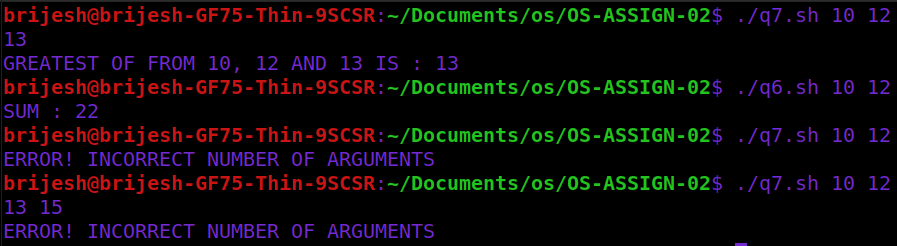 brijesh@brijesh-GF75-Thin-9SCSR:~/Documents/os/OS-ASSIGN-02$ ./q7.sh 10 12
13
GREATEST OF FROM 10, 12 AND 13 IS : 13
brijesh@brijesh-GF75-Thin-9SCSR:~/Documents/os/OS-ASSIGN-02$ ./q6.sh 10 12
SUM : 22
brijesh@brijesh-GF75-Thin-9SCSR:~/Documents/os/OS-ASSIGN-02$ ./q7.sh 10 12
ERROR! INCORRECT NUMBER OF ARGUMENTS
brijesh@brijesh-GF75-Thin-9SCSR:~/Documents/os/OS-ASSIGN-02$ ./q7.sh 10 12
13 15
ERROR! INCORRECT NUMBER OF ARGUMENTS